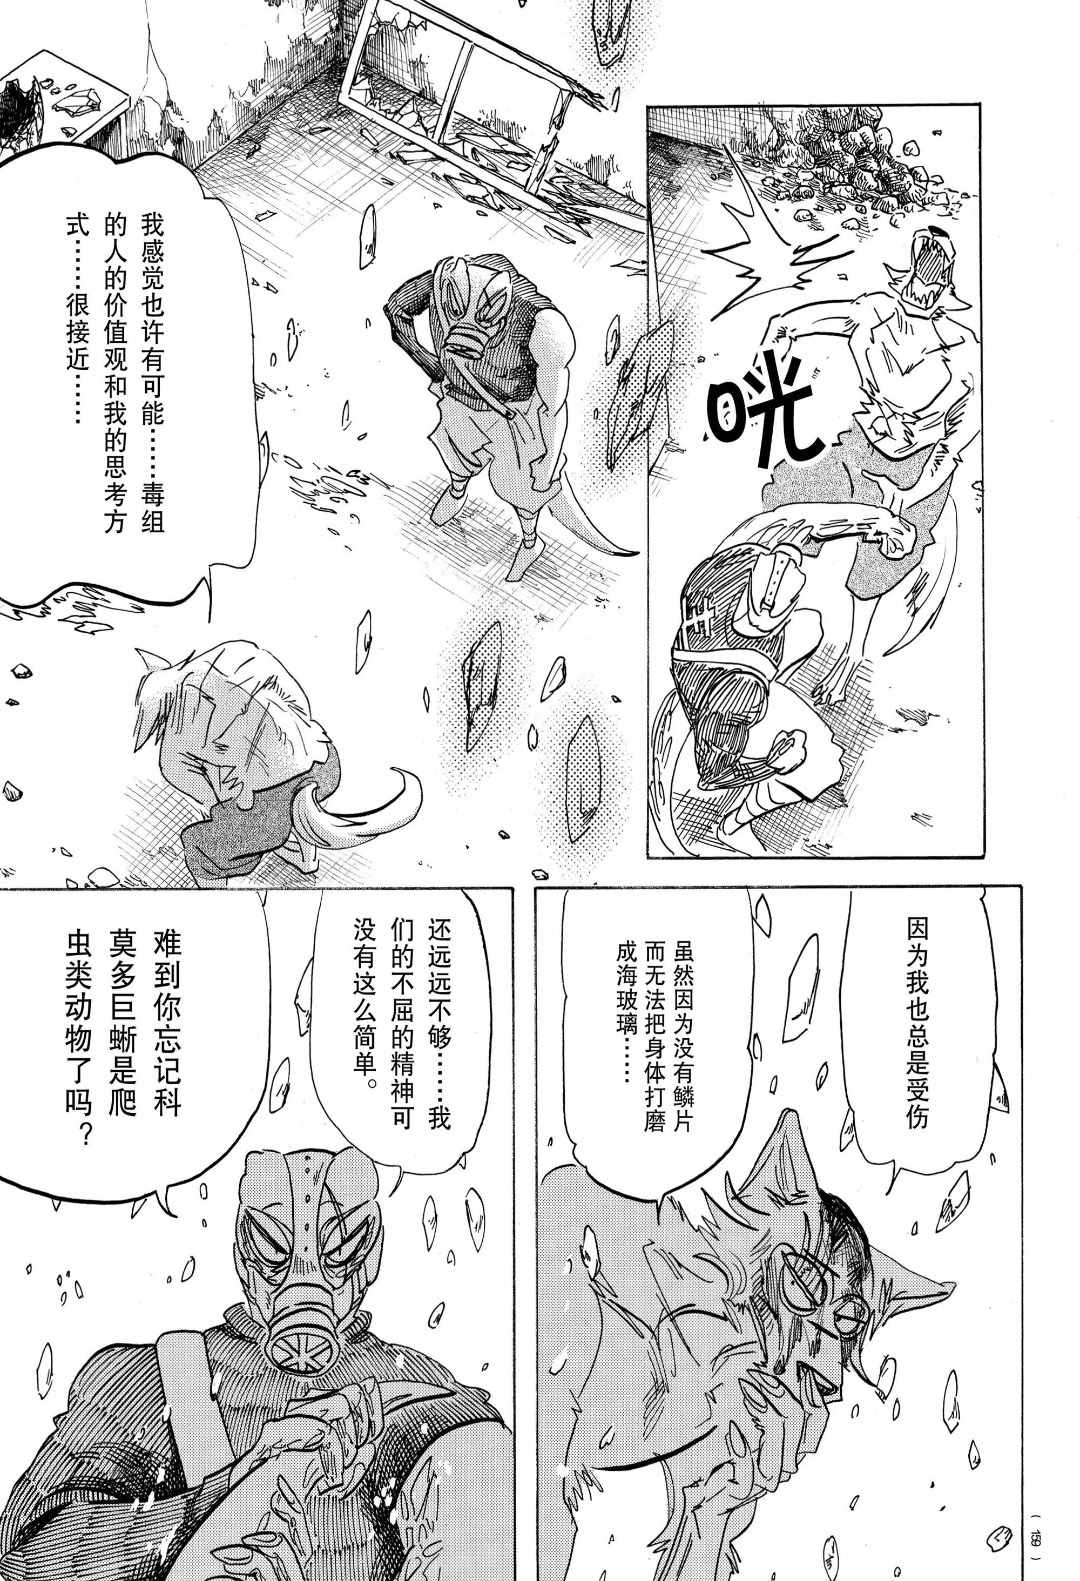 咣
我感觉也许有可能……毒组
的人的价值观和我的思考方
式……很接近……
因为我也总是受伤
虽然因为没有鳞片
而无法把身体打磨
成海玻璃……
还远远不够……我
们的不屈的精神可
没有这么简单。
难到你忘记科
莫多巨蜥是爬
虫类动物了吗?